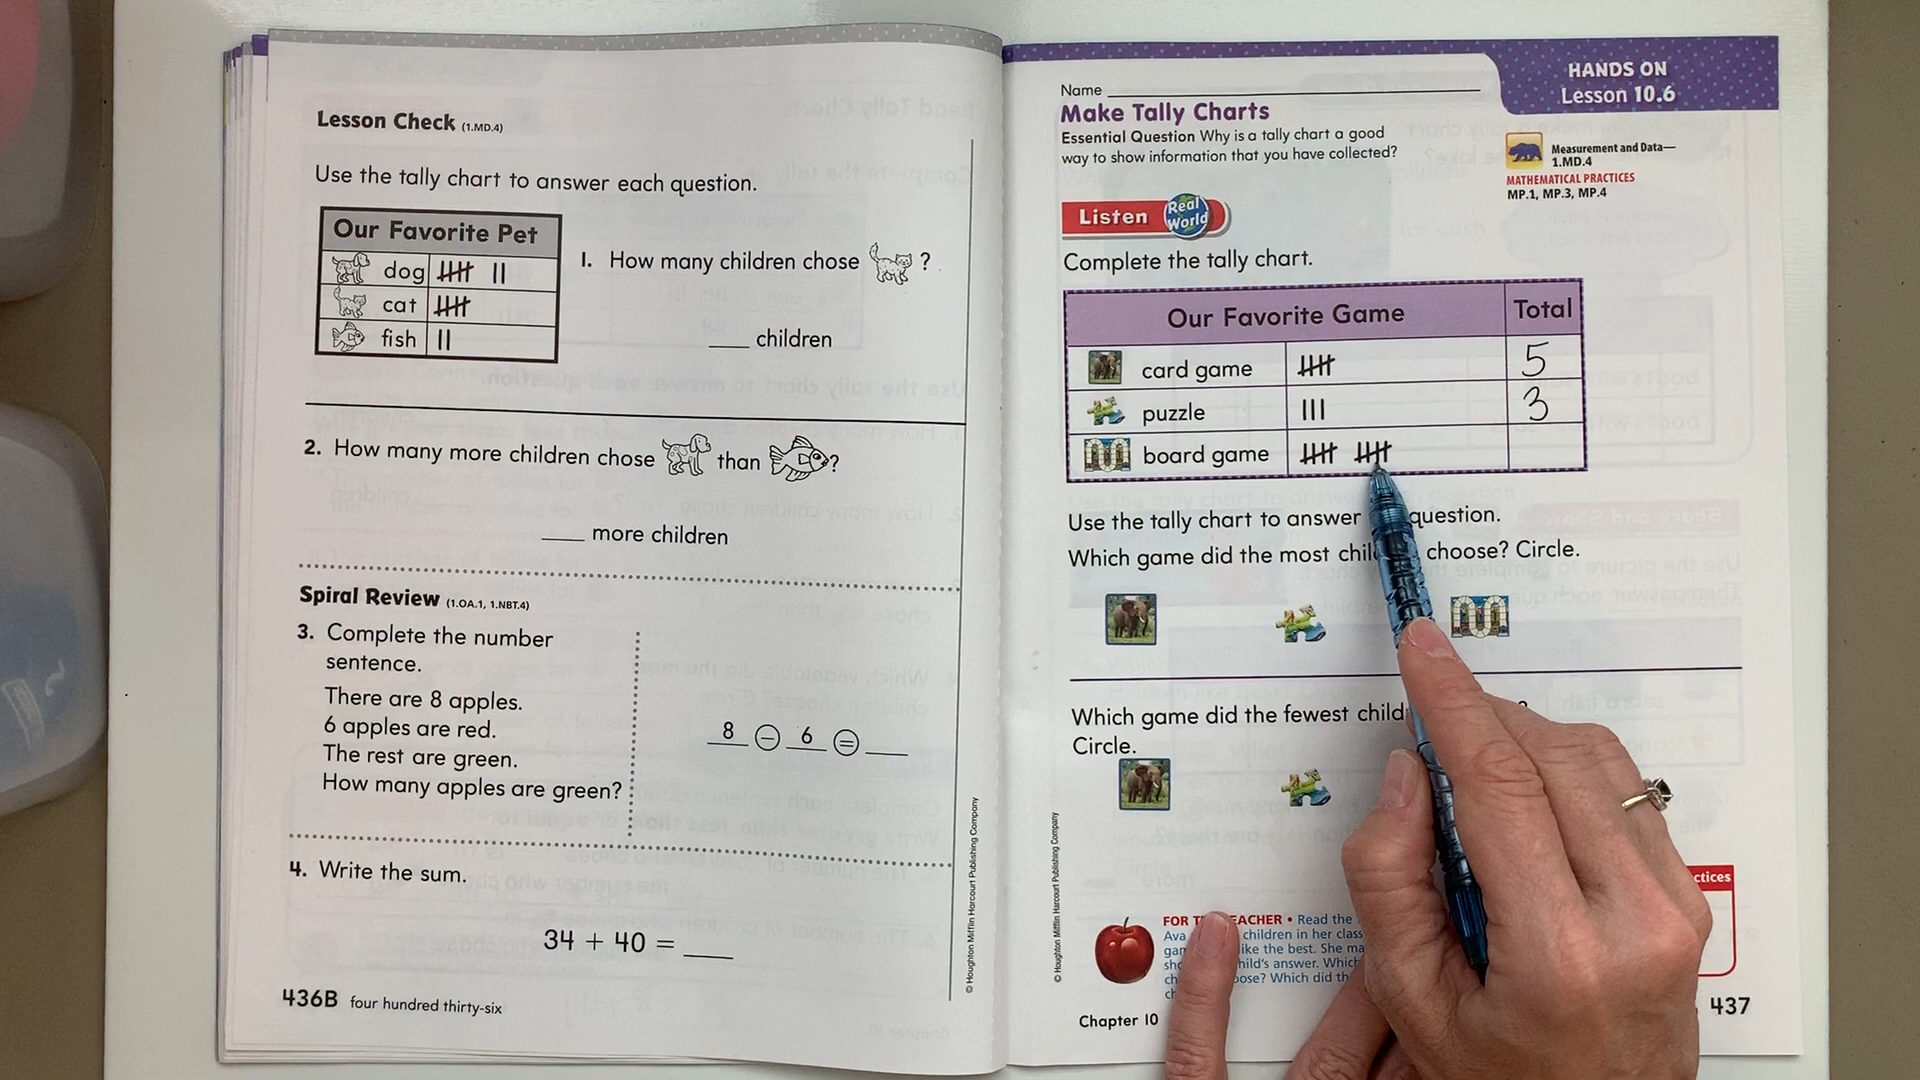 Lesson Check (1.MD.4)
Use the tally chart to answer each question.
Our Favorite Pet
dog
cat
fish
1. How many children chose ?
___ children
2. How many more children chose than ?
___ more children
Spiral Review (1.OA.1, 1.NBT.4)
3. Complete the number
sentence.
There are 8 apples.
6 apples are red.
The rest are green.
How many apples are green?
8 − 6 = ___
4. Write the sum.
34 + 40 = ___
436B four hundred thirty-six
© Houghton Mifflin Harcourt Publishing Company
HANDS ON
Lesson 10.6
Name
Make Tally Charts
Essential Question Why is a tally chart a good
way to show information that you have collected?
Measurement and Data—
1.MD.4
MATHEMATICAL PRACTICES
MP.1, MP.3, MP.4
Listen Real World
Complete the tally chart.
Our Favorite Game Total
card game 5
puzzle 3
board game
Use the tally chart to answer question.
Which game did the most choose? Circle.
Which game did the fewest ?
Circle.
FOR • Read the
Ava children in her class
like the best. She
child's answer. Which
Which did
© Houghton Mifflin Harcourt Publishing Company
Chapter 10
437